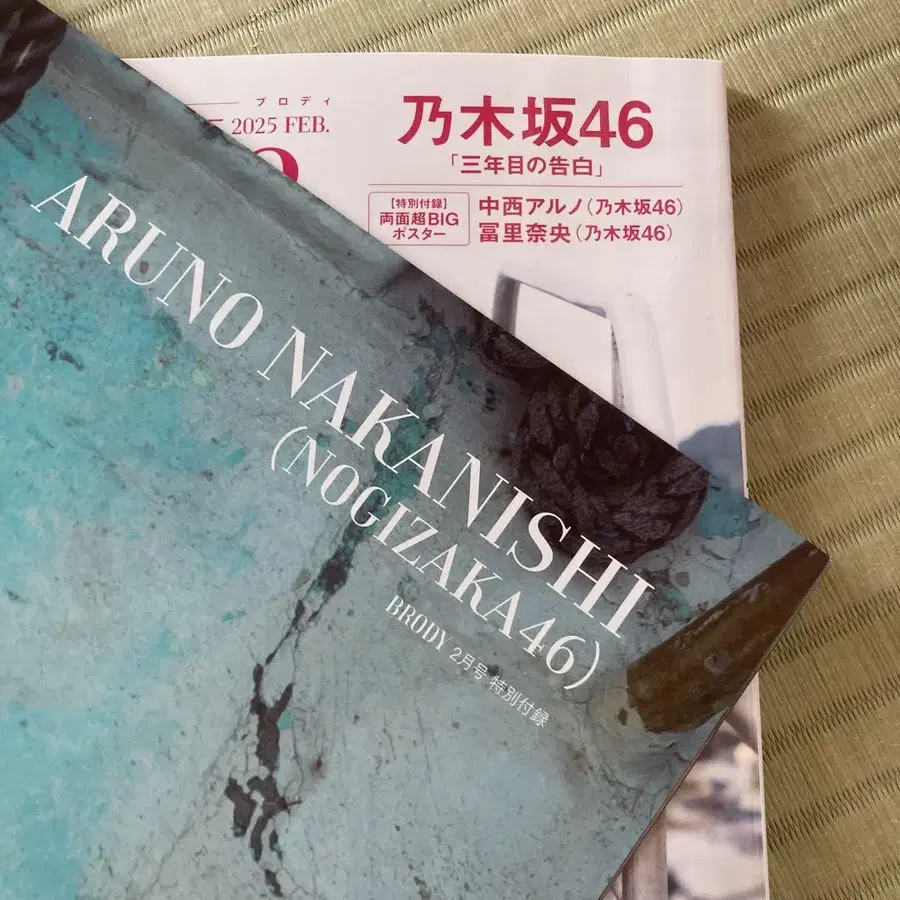 ブロディ
2025 FEB.
乃木坂46
「三年目の告白」
【特別付録】
両面超BIG
ポスター
中西アルノ(乃木坂46)
冨里奈央(乃木坂46)
ARUNO NAKANISHI
(NOGIZAKA46)
BRODY 2月号 特別付録